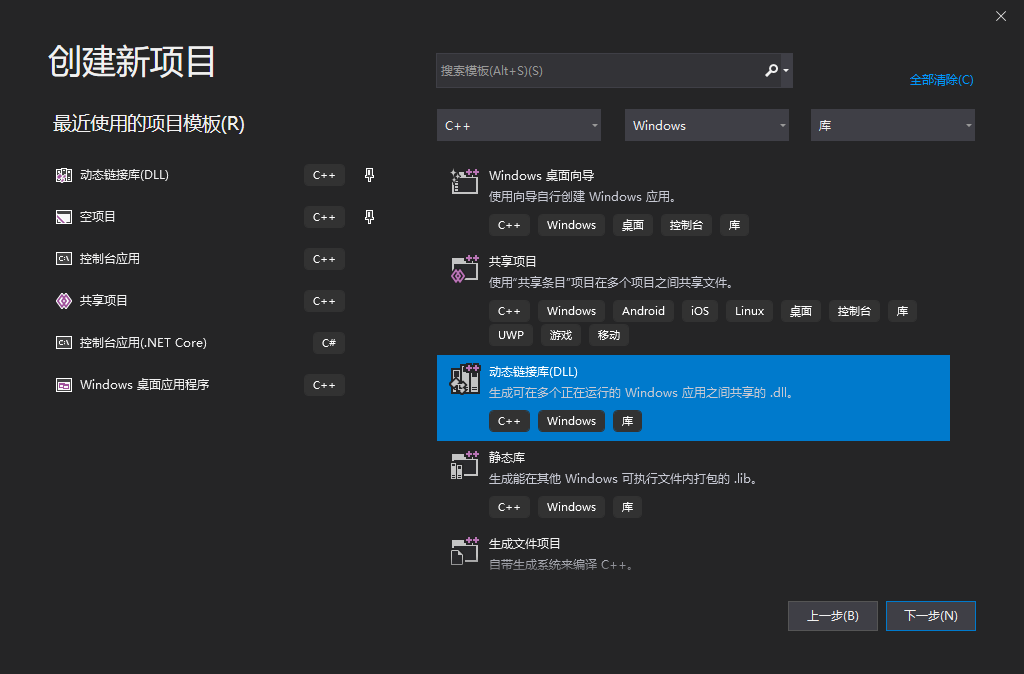 创建新项目
最近使用的项目模板(R)
动态链接库(DLL)
C++
空项目
C++
控制台应用
C++
共享项目
C++
控制台应用(.NET Core)
C#
Windows 桌面应用程序
C++
搜索模板(Alt+S)(S)
全部清除(C)
C++
Windows
库
Windows 桌面向导
使用向导自行创建 Windows 应用。
C++ Windows 桌面 控制台 库
共享项目
使用“共享条目”项目在多个项目之间共享文件。
C++ Windows Android iOS Linux 桌面 控制台 库
UWP 游戏 移动
动态链接库(DLL)
生成可在多个正在运行的 Windows 应用之间共享的 .dll。
C++ Windows 库
静态库
生成能在其他 Windows 可执行文件内打包的 .lib。
C++ Windows 库
生成文件项目
自带生成系统来编译 C++。
上一步(B)
下一步(N)